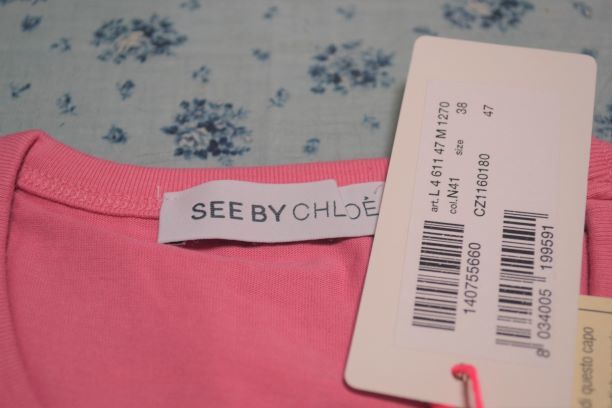 SEE BY CHLOÉ
art. L 4 611 47 M 1270
col. N41 size 38 47
CZ1160180
140755660
8 034005 199591
di questo capo